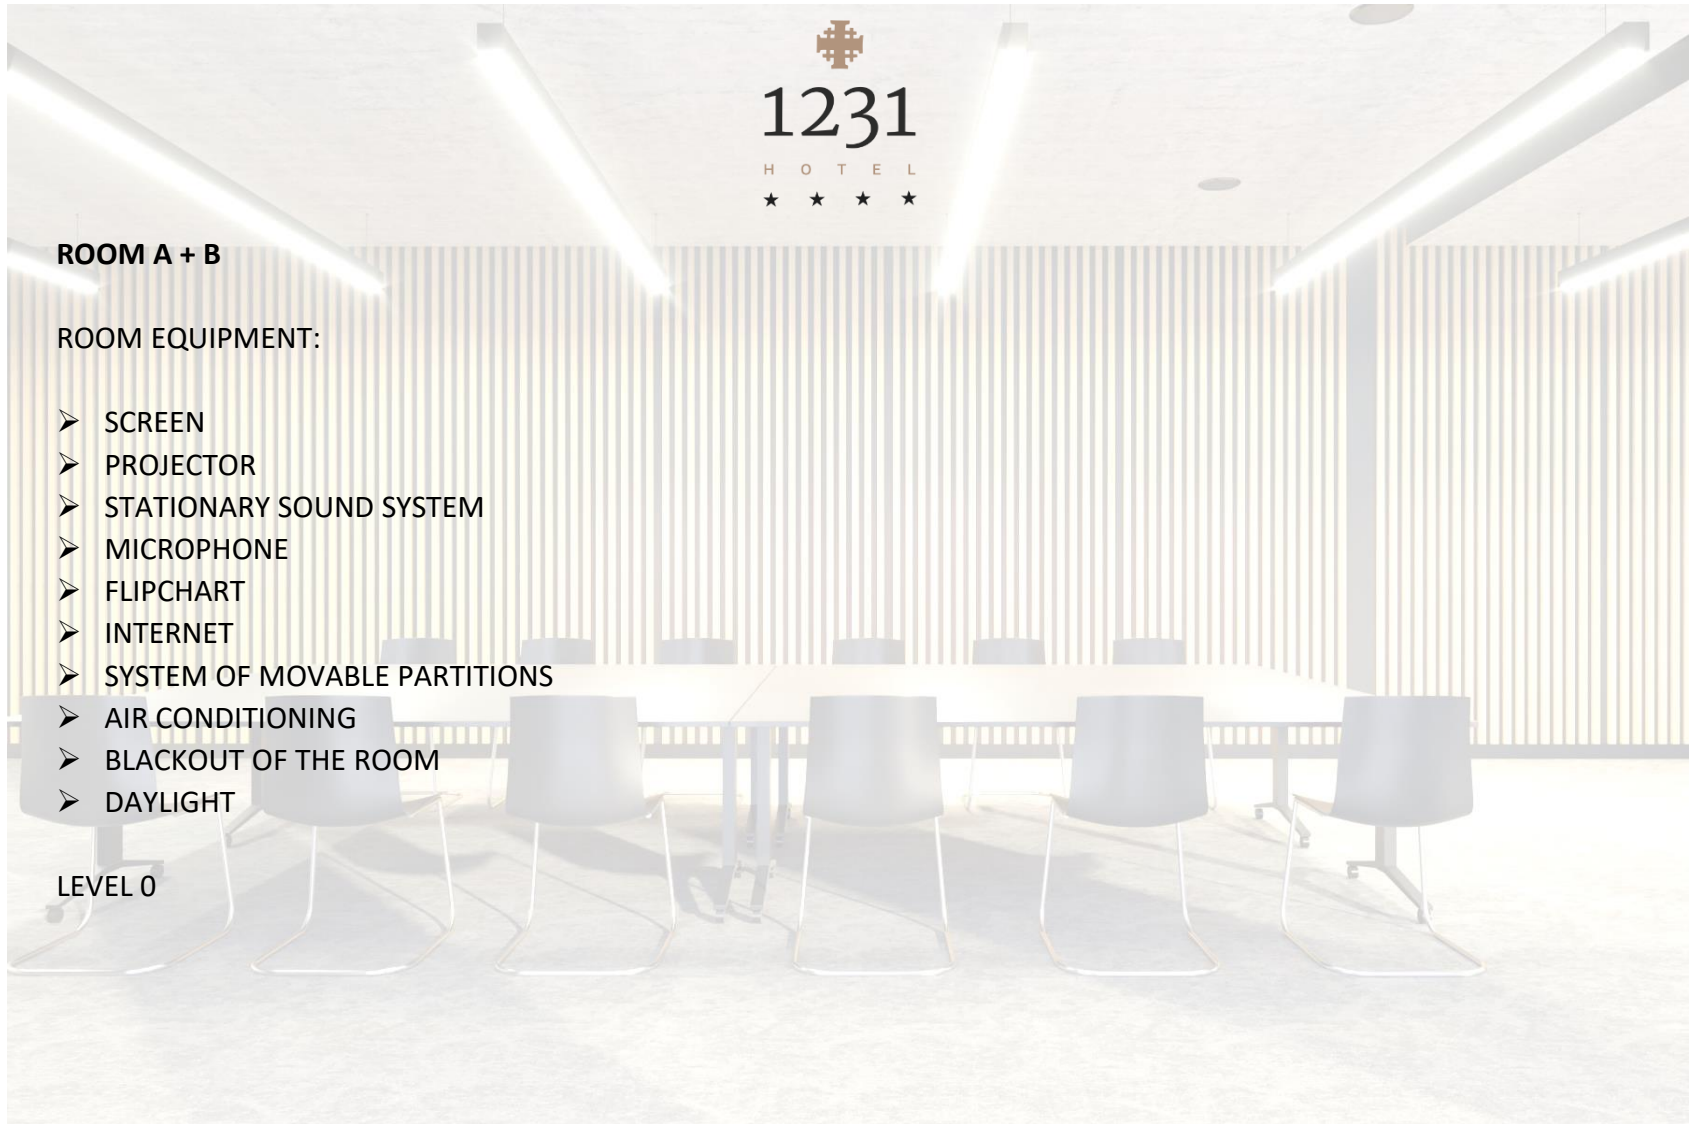 1231
HOTEL
★ ★ ★ ★
ROOM A + B
ROOM EQUIPMENT:
➢ SCREEN
➢ PROJECTOR
➢ STATIONARY SOUND SYSTEM
➢ MICROPHONE
➢ FLIPCHART
➢ INTERNET
➢ SYSTEM OF MOVABLE PARTITIONS
➢ AIR CONDITIONING
➢ BLACKOUT OF THE ROOM
➢ DAYLIGHT
LEVEL 0